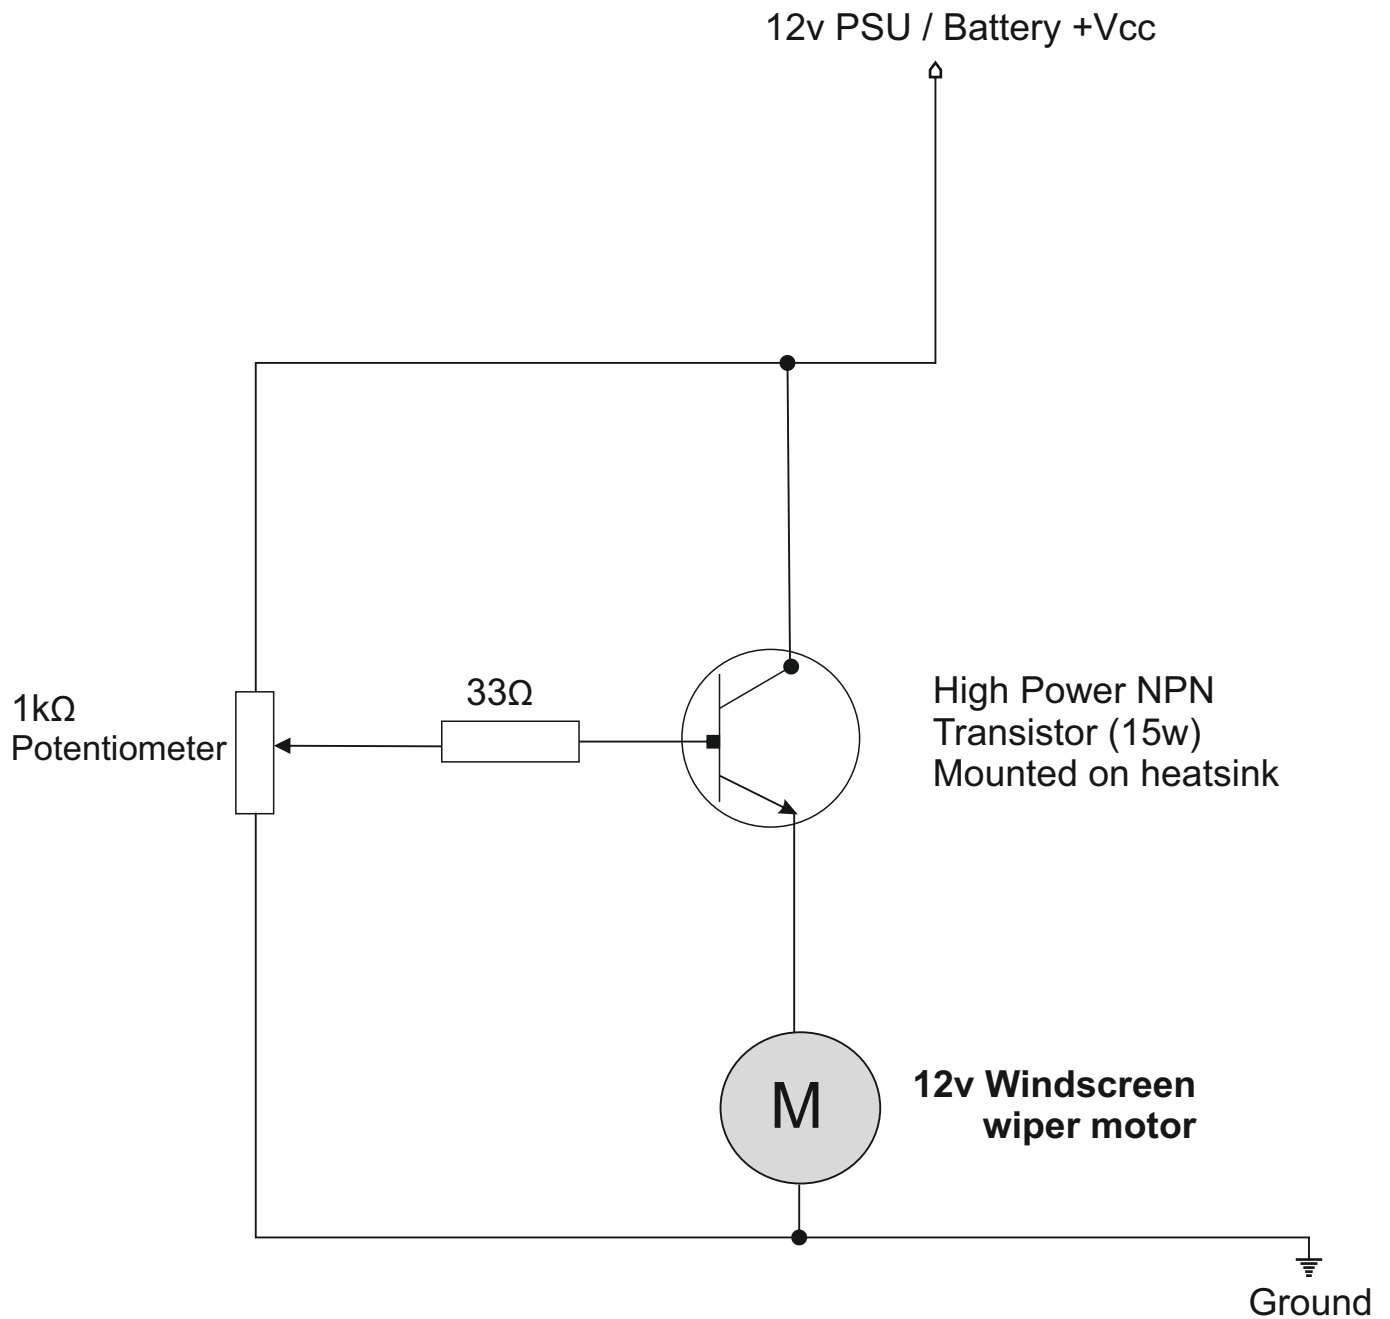 12v PSU / Battery +Vcc
1kΩ
Potentiometer
33Ω
High Power NPN
Transistor (15w)
Mounted on heatsink
M
12v Windscreen
wiper motor
Ground